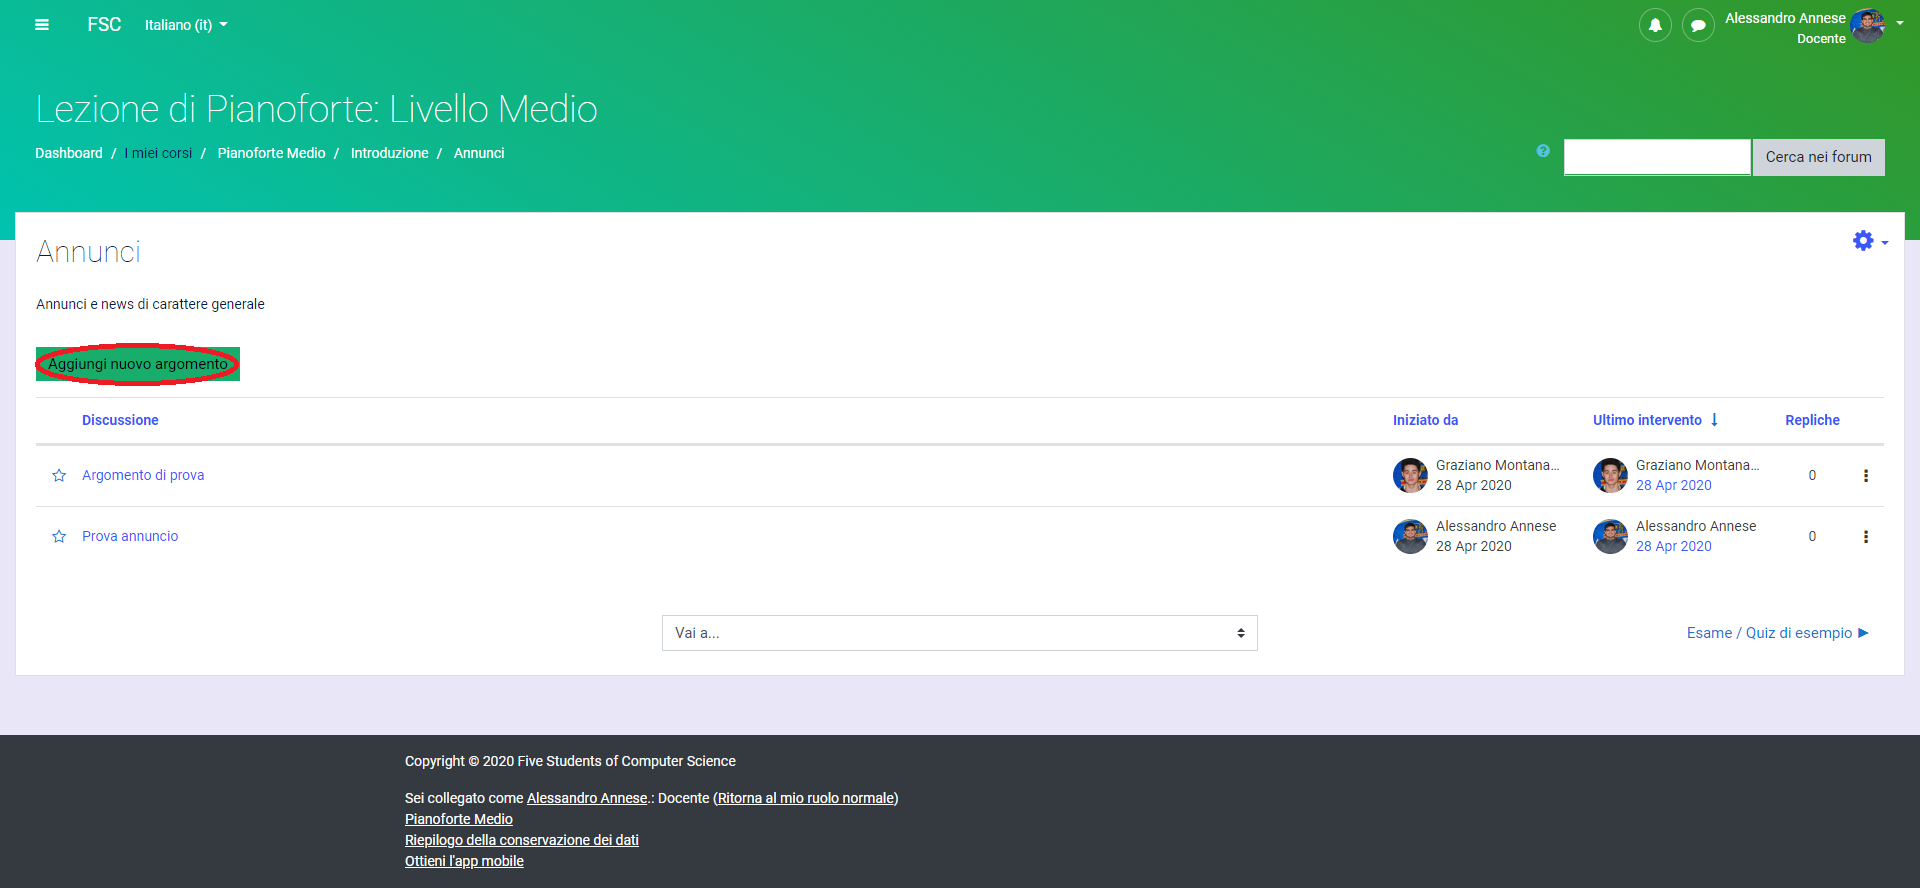 FSC Italiano (it)
Alessandro Annese
Docente
Lezione di Pianoforte: Livello Medio
Dashboard / I miei corsi / Pianoforte Medio / Introduzione / Annunci
Cerca nei forum
Annunci
Annunci e news di carattere generale
Aggiungi nuovo argomento
Discussione Iniziato da Ultimo intervento Repliche
Argomento di prova Graziano Montana... Graziano Montana... 0
28 Apr 2020 28 Apr 2020
Prova annuncio Alessandro Annese Alessandro Annese 0
28 Apr 2020 28 Apr 2020
Vai a... Esame / Quiz di esempio
Copyright © 2020 Five Students of Computer Science
Sei collegato come Alessandro Annese.: Docente (Ritorna al mio ruolo normale)
Pianoforte Medio
Riepilogo della conservazione dei dati
Ottieni l'app mobile